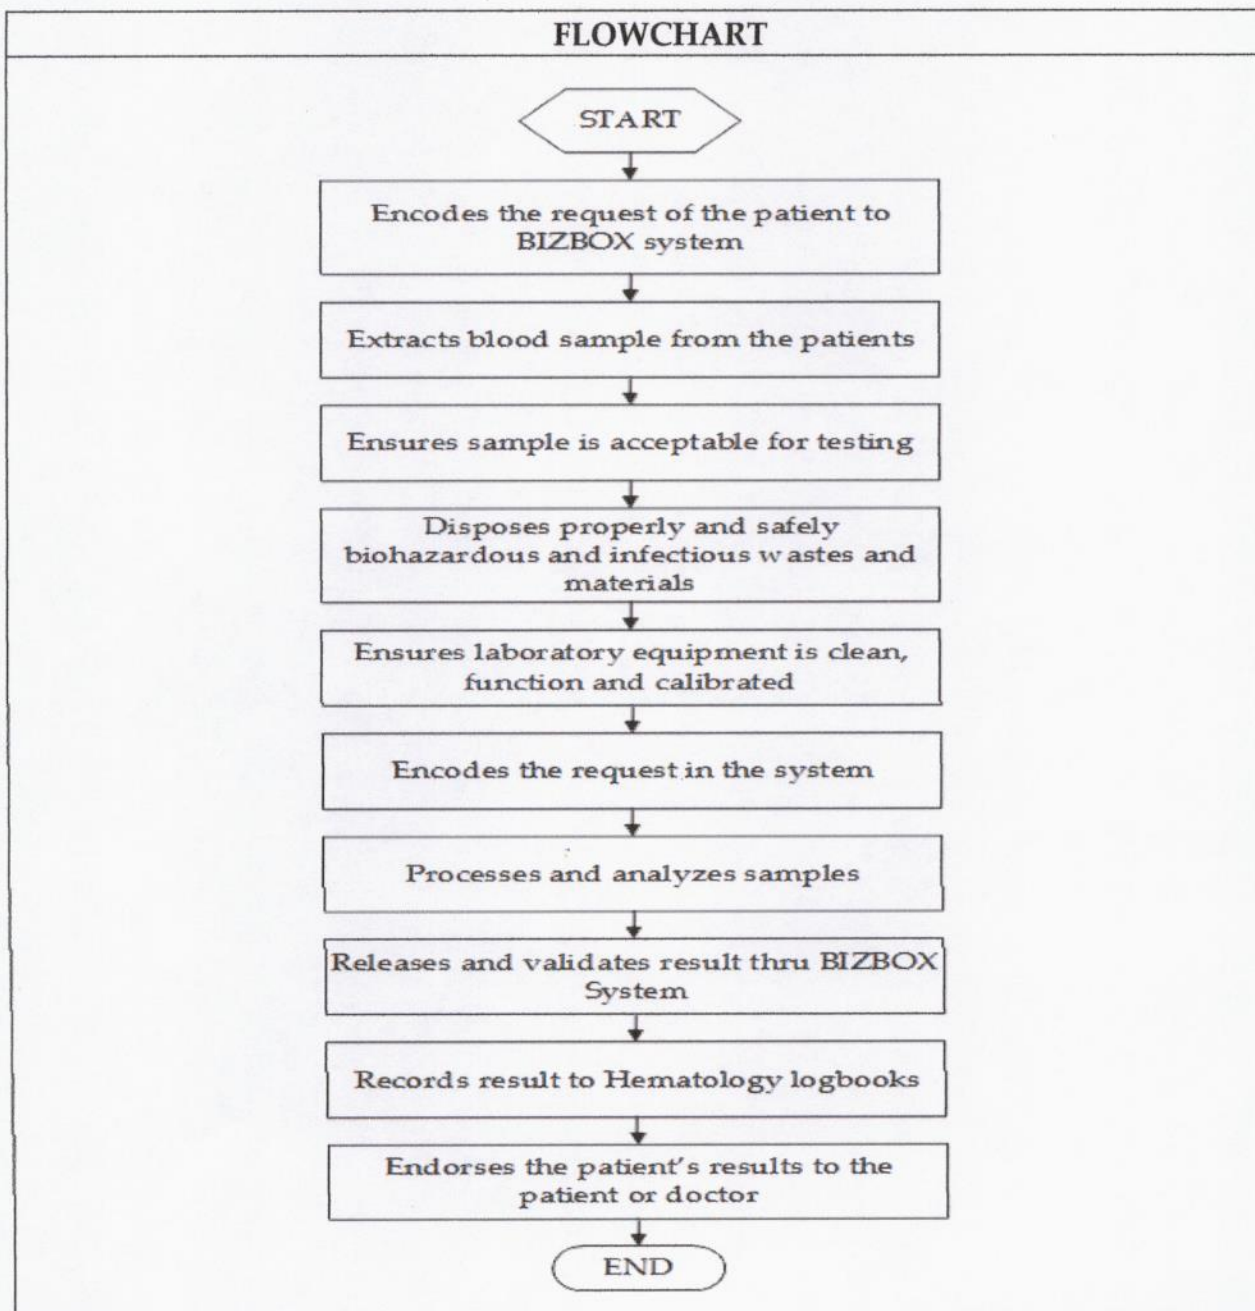 FLOWCHART
START
Encodes the request of the patient to
BIZBOX system
Extracts blood sample from the patients
Ensures sample is acceptable for testing
Disposes properly and safely
biohazardous and infectious wastes and
materials
Ensures laboratory equipment is clean,
function and calibrated
Encodes the request in the system
Processes and analyzes samples
Releases and validates result thru BIZBOX
System
Records result to Hematology logbooks
Endorses the patient's results to the
patient or doctor
END